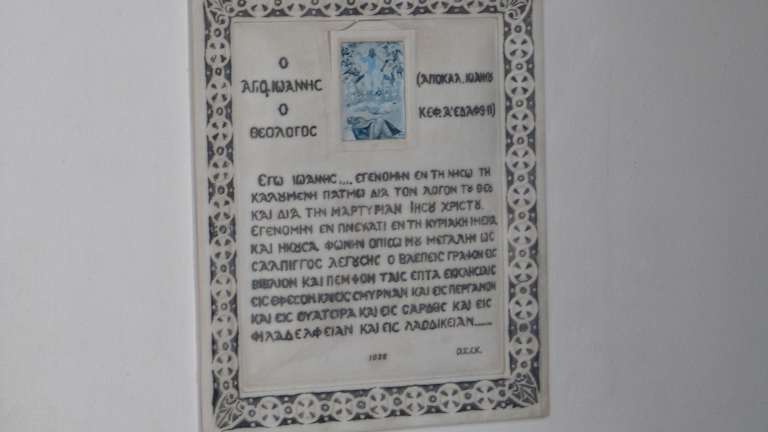 Ο
ΑΓΙΟΣ ΙΩΑΝΝΗΣ
Ο
ΘΕΟΛΟΓΟΣ
(ΑΠΟΚΑΛ. ΙΩΑΝΟΥ
ΚΕΦ. Α' ΕΔΑΦ 9-11)
ΕΓΩ ΙΩΑΝΝΗΣ.... ΕΓΕΝΟΜΗΝ ΕΝ ΤΗ ΝΗΣΩ ΤΗ
ΚΑΛΟΥΜΕΝΗ ΠΑΤΜΩ ΔΙΑ ΤΟΝ ΛΟΓΟΝ ΤΟΥ ΘΕΟΥ
ΚΑΙ ΔΙΑ ΤΗΝ ΜΑΡΤΥΡΙΑΝ ΙΗΣΟΥ ΧΡΙΣΤΟΥ.
ΕΓΕΝΟΜΗΝ ΕΝ ΠΝΕΥΜΑΤΙ ΕΝ ΤΗ ΚΥΡΙΑΚΗ ΗΜΕΡΑ
ΚΑΙ ΗΚΟΥΣΑ ΦΩΝΗΝ ΟΠΙΣΩ ΜΟΥ ΜΕΓΑΛΗΝ ΩΣ
ΣΑΛΠΙΓΓΟΣ ΛΕΓΟΥΣΗΣ Ο ΒΛΕΠΕΙΣ ΓΡΑΨΟΝ ΕΙΣ
ΒΙΒΛΙΟΝ ΚΑΙ ΠΕΜΨΟΝ ΤΑΙΣ ΕΠΤΑ ΕΚΚΛΗΣΙΑΙΣ
ΕΙΣ ΕΦΕΣΟΝ ΚΑΙ ΕΙΣ ΣΜΥΡΝΑΝ ΚΑΙ ΕΙΣ ΠΕΡΓΑΜΟΝ
ΚΑΙ ΕΙΣ ΘΥΑΤΕΙΡΑ ΚΑΙ ΕΙΣ ΣΑΡΔΕΙΣ ΚΑΙ ΕΙΣ
ΦΙΛΑΔΕΛΦΕΙΑΝ ΚΑΙ ΕΙΣ ΛΑΟΔΙΚΕΙΑΝ......